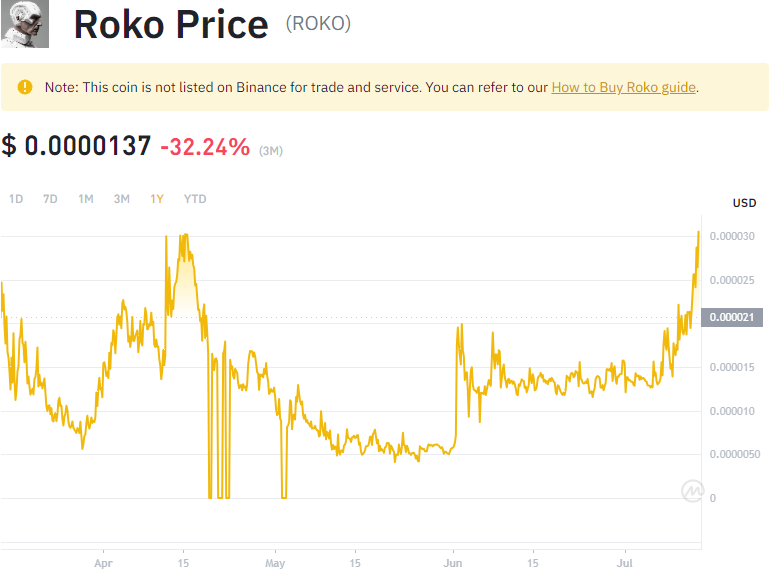 Roko Price (ROKO)
Note: This coin is not listed on Binance for trade and service. You can refer to our How to Buy Roko guide.
$ 0.0000137 -32.24% (3M)
1D 7D 1M 3M 1Y YTD
USD
0.000030
0.000025
0.000021
0.000015
0.000010
0.0000050
0
Apr 15 May 15 Jun 15 Jul